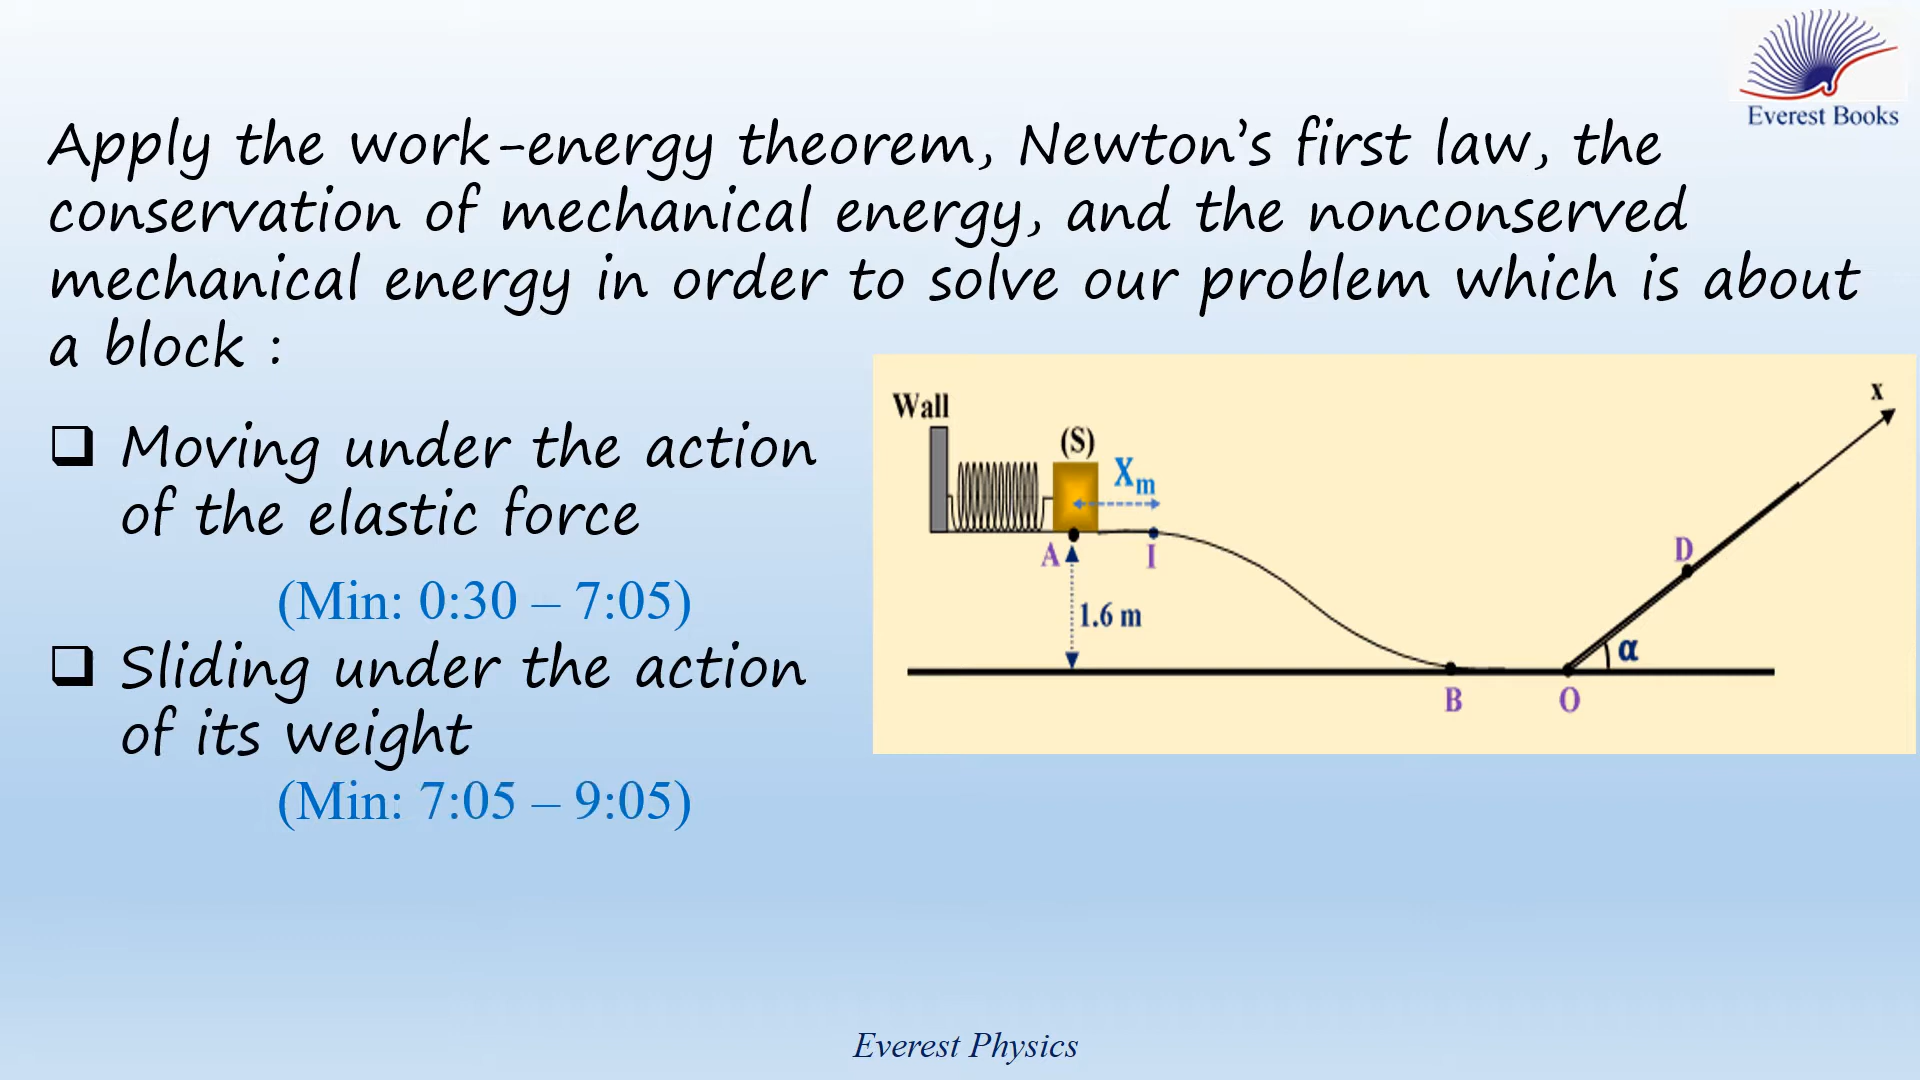 Everest Books
Apply the work-energy theorem, Newton’s first law, the
conservation of mechanical energy, and the nonconserved
mechanical energy in order to solve our problem which is about
a block :
❑ Moving under the action
of the elastic force
(Min: 0:30 – 7:05)
❑ Sliding under the action
of its weight
(Min: 7:05 – 9:05)
Wall
(S)
Xm
A
I
1.6 m
B
O
D
α
x
Everest Physics